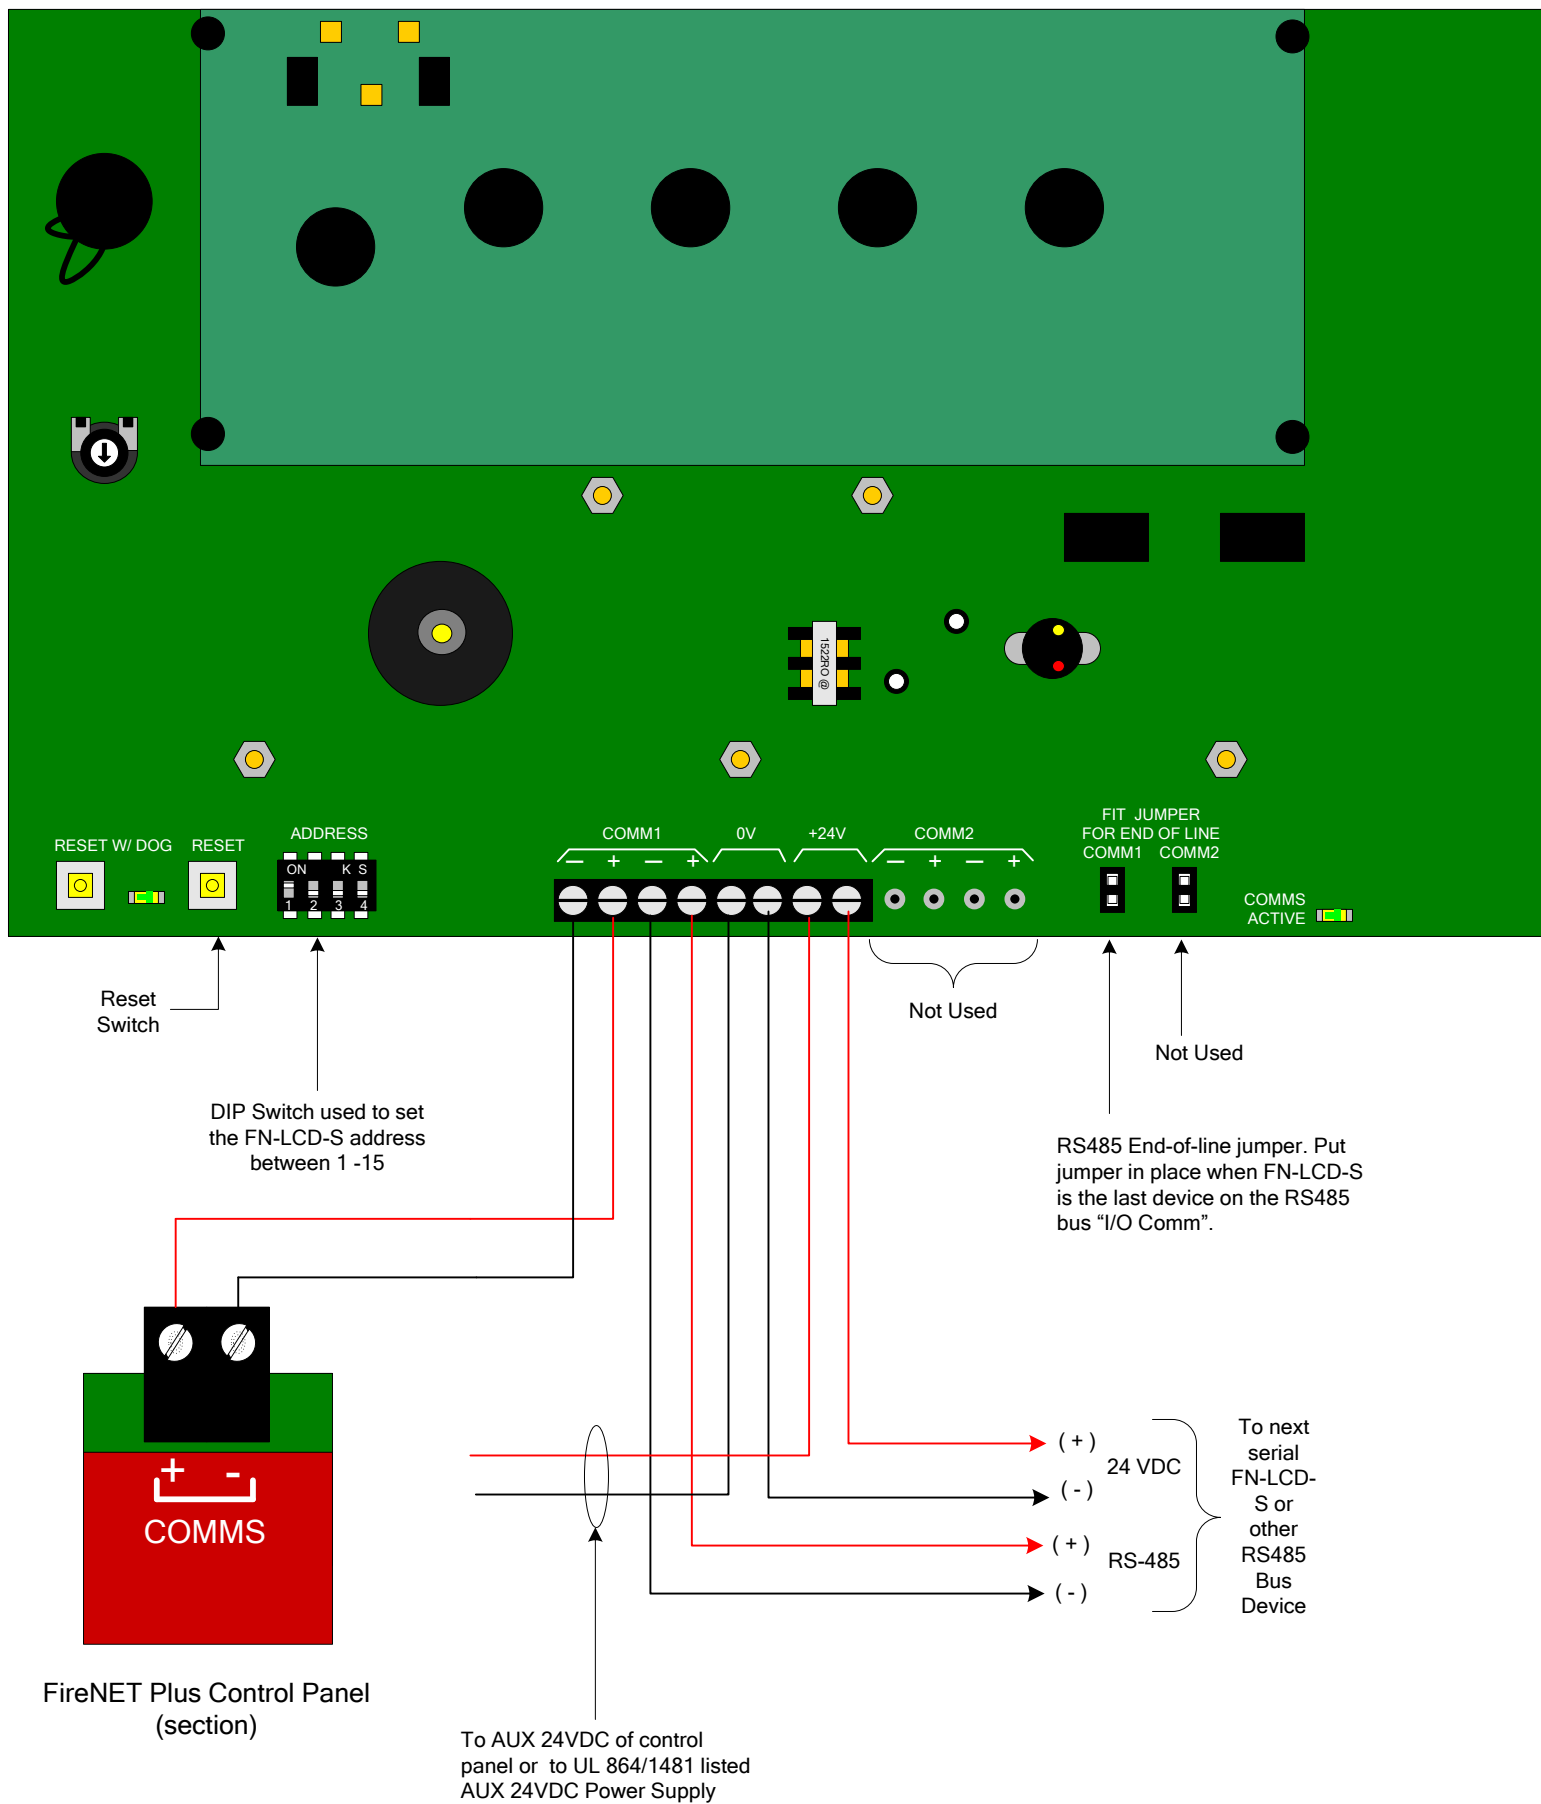 1522RO @
FIT JUMPER
FOR END OF LINE
COMM1 COMM2
RESET W/ DOG RESET
ADDRESS
ON K S
1 2 3 4
COMM1 0V +24V COMM2
— + — + — + — +
COMMS
ACTIVE
Reset
Switch
Not Used
Not Used
DIP Switch used to set
the FN-LCD-S address
between 1 -15
RS485 End-of-line jumper. Put
jumper in place when FN-LCD-S
is the last device on the RS485
bus “I/O Comm”.
+ -
COMMS
FireNET Plus Control Panel
(section)
( + )
24 VDC
( - )
( + )
RS-485
( - )
To next
serial
FN-LCD-
S or
other
RS485
Bus
Device
To AUX 24VDC of control
panel or to UL 864/1481 listed
AUX 24VDC Power Supply